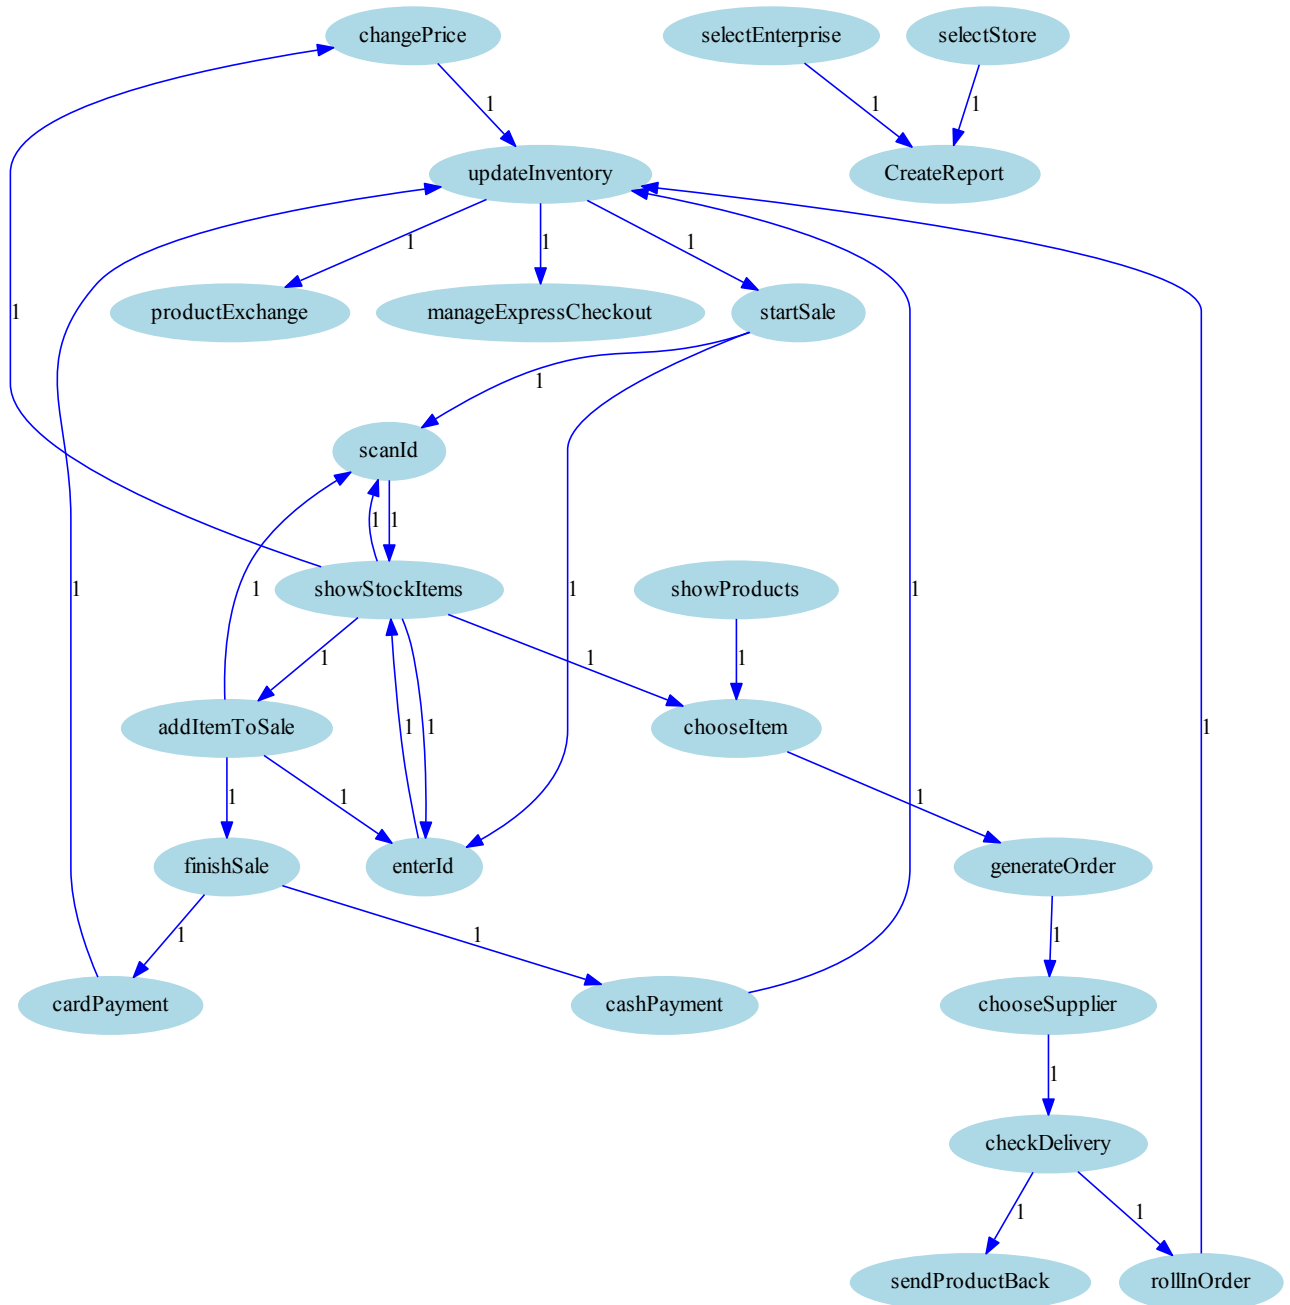 changePrice
selectEnterprise
selectStore
1
1
1
updateInventory
CreateReport
1
1
1
productExchange
manageExpressCheckout
startSale
1
1
scanId
1
1
showStockItems
showProducts
1
1
1
1
1
1
1
1
1
addItemToSale
chooseItem
1
1
1
finishSale
enterId
generateOrder
1
1
1
cardPayment
cashPayment
chooseSupplier
1
checkDelivery
1
1
1
sendProductBack
rollInOrder